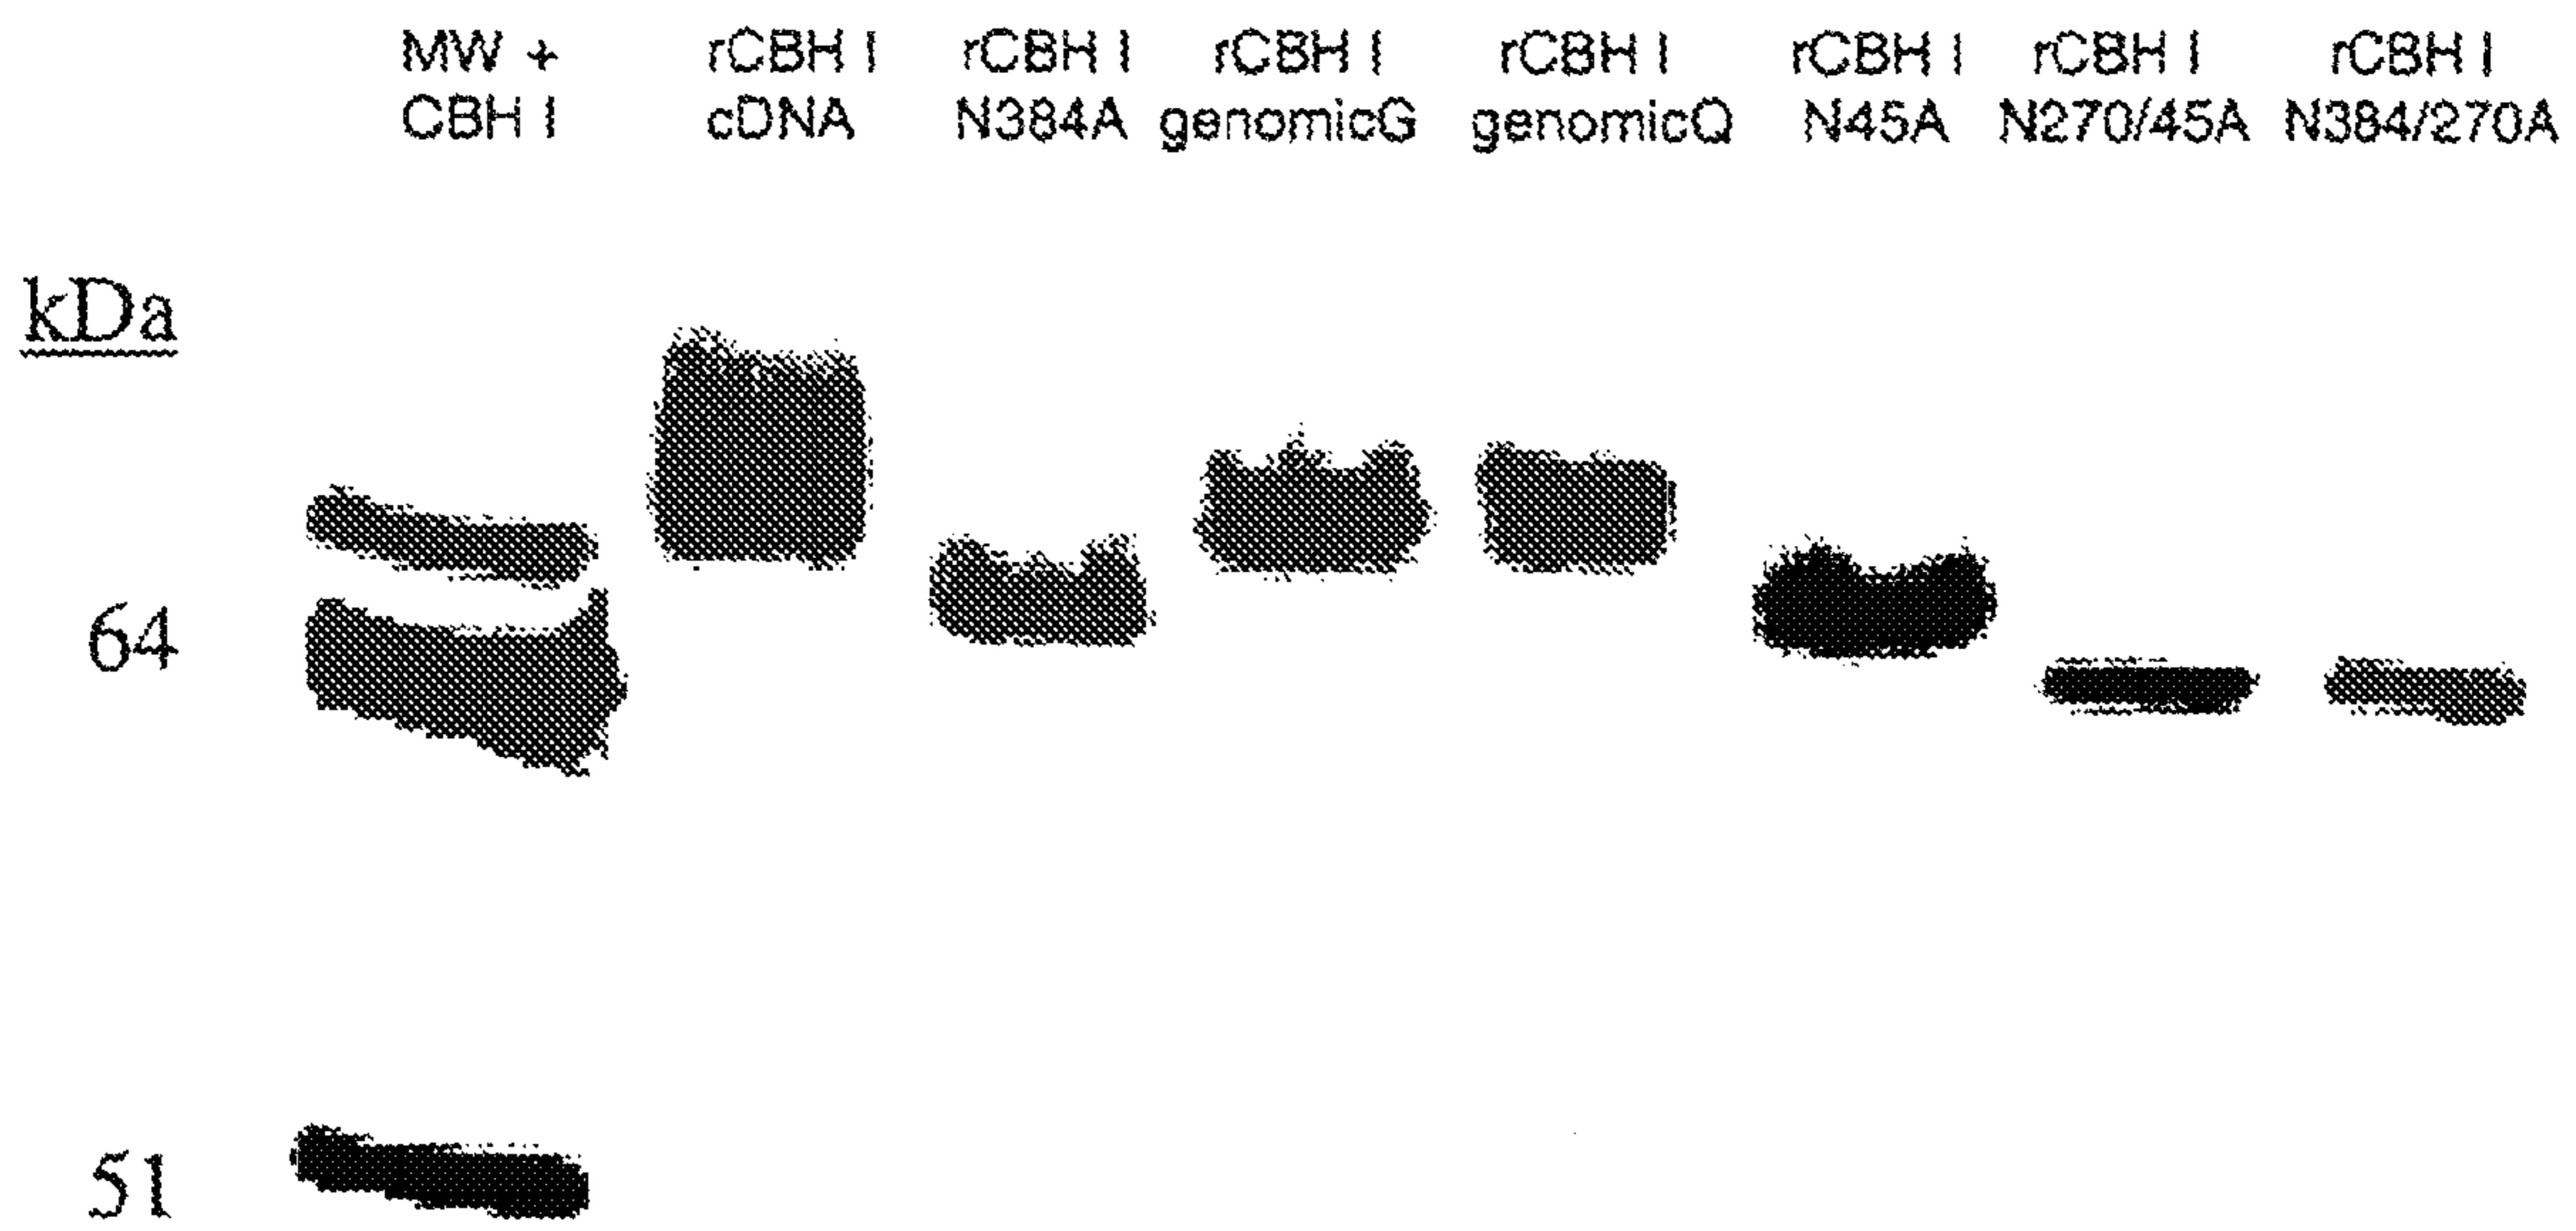 MW + rCBH I rCBH I rCBH I rCBH I rCBH I rCBH I rCBH I
CBH I cDNA N384A genomicG genomicQ N45A N270/45A N384/270A
kDa
64
51